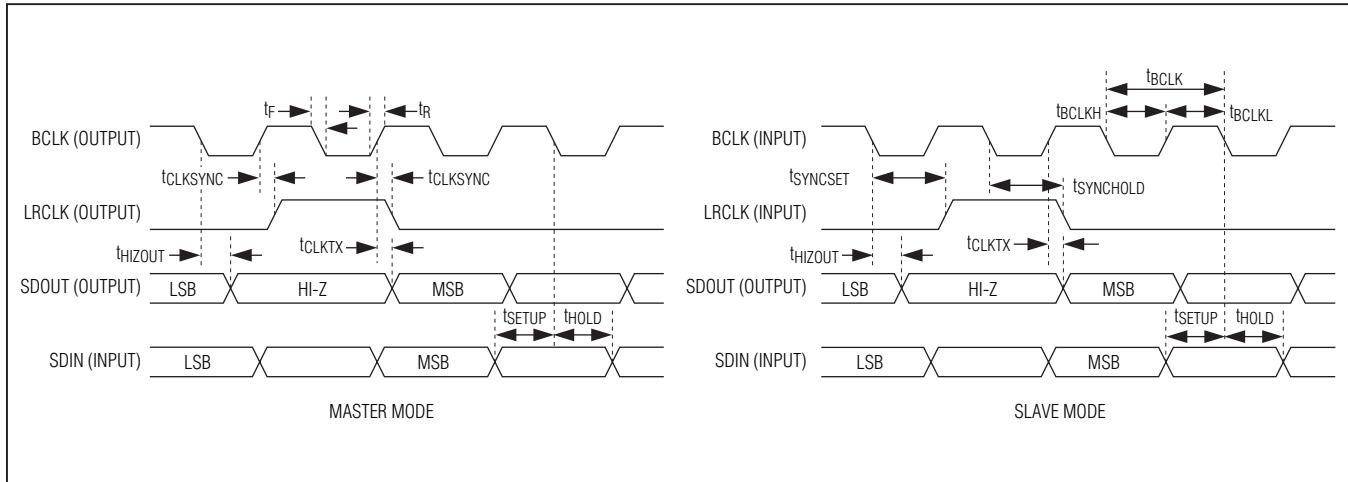 tF
tR
BCLK (OUTPUT)
tCLKSYNC
tCLKSYNC
LRCLK (OUTPUT)
tHIZOUT
tCLKTX
SDOUT (OUTPUT)
LSB
HI-Z
MSB
tSETUP
tHOLD
SDIN (INPUT)
LSB
MSB
MASTER MODE
tBCLK
tBCLKH
tBCLKL
BCLK (INPUT)
tSYNCSET
tSYNCHOLD
LRCLK (INPUT)
tHIZOUT
tCLKTX
SDOUT (OUTPUT)
LSB
HI-Z
MSB
tSETUP
tHOLD
SDIN (INPUT)
LSB
MSB
SLAVE MODE